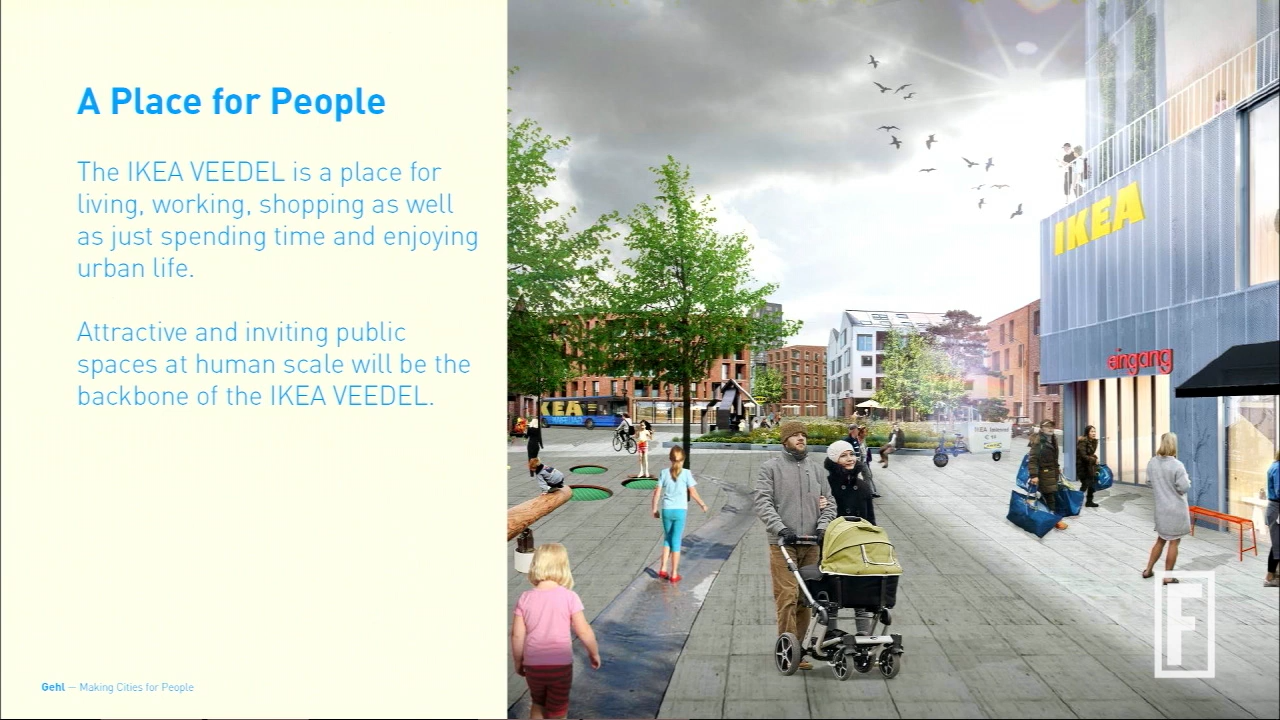 A Place for People
The IKEA VEEDEL is a place for
living, working, shopping as well
as just spending time and enjoying
urban life.
Attractive and inviting public
spaces at human scale will be the
backbone of the IKEA VEEDEL.
Gehl — Making Cities for People
IKEA
eingang
IKEA
F